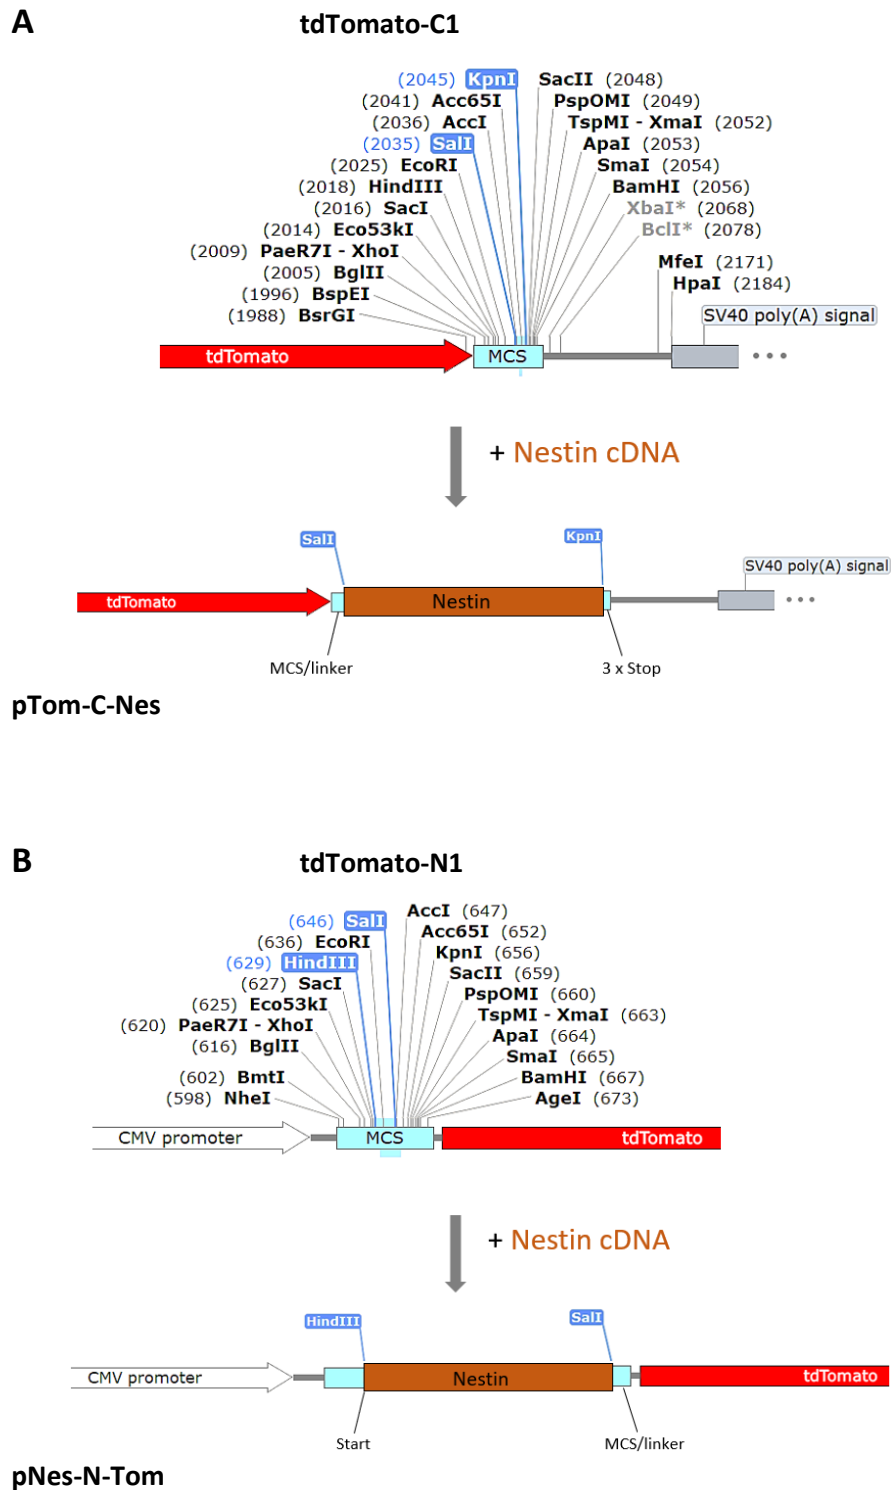 A
tdTomato-C1
(2045) KpnI
SacII (2048)
(2041) Acc65I
PspOMI (2049)
(2036) AccI
TspMI - XmaI (2052)
(2035) SalI
ApaI (2053)
(2025) EcoRI
SmaI (2054)
(2018) HindIII
BamHI (2056)
(2016) SacI
XbaI* (2068)
(2014) Eco53kI
BclI* (2078)
(2009) PaeR7I - XhoI
MfeI (2171)
(2005) BglII
HpaI (2184)
(1996) BspEI
(1988) BsrGI
SV40 poly(A) signal
tdTomato
MCS
+ Nestin cDNA
SalI
KpnI
SV40 poly(A) signal
tdTomato
Nestin
MCS/linker
3 x Stop
pTom-C-Nes
B
tdTomato-N1
(646) SalI
AccI (647)
(636) EcoRI
Acc65I (652)
(629) HindIII
KpnI (656)
(627) SacI
SacII (659)
(625) Eco53kI
PspOMI (660)
(620) PaeR7I - XhoI
TspMI - XmaI (663)
(616) BglII
ApaI (664)
SmaI (665)
(602) BmtI
BamHI (667)
(598) NheI
AgeI (673)
CMV promoter
MCS
tdTomato
+ Nestin cDNA
HindIII
SalI
CMV promoter
Nestin
tdTomato
Start
MCS/linker
pNes-N-Tom